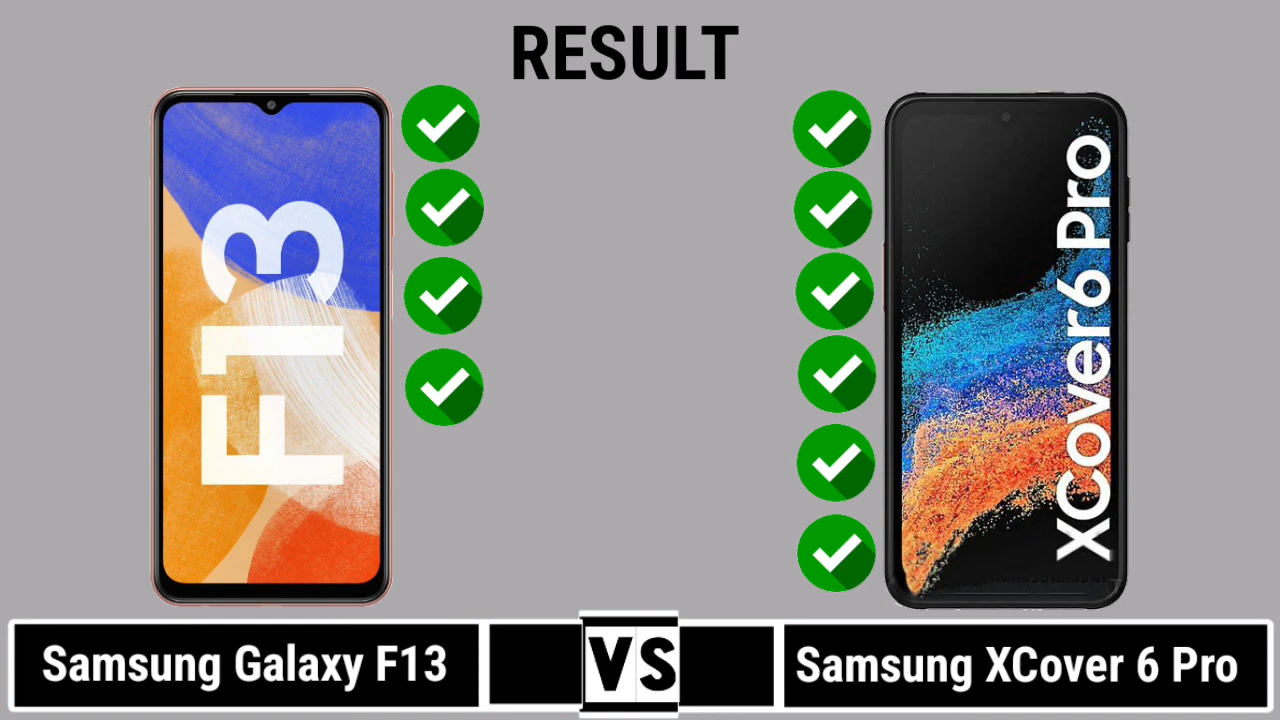 RESULT
F13
XCover6 Pro
Samsung Galaxy F13
VS
Samsung XCover 6 Pro